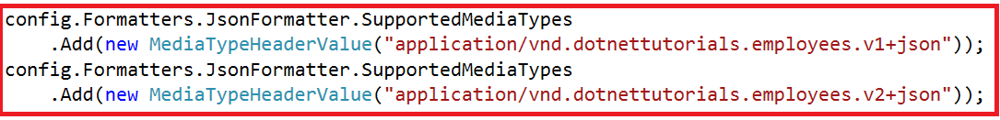 config.Formatters.JsonFormatter.SupportedMediaTypes
.Add(new MediaTypeHeaderValue("application/vnd.dotnettutorials.employees.v1+json"));
config.Formatters.JsonFormatter.SupportedMediaTypes
.Add(new MediaTypeHeaderValue("application/vnd.dotnettutorials.employees.v2+json"));